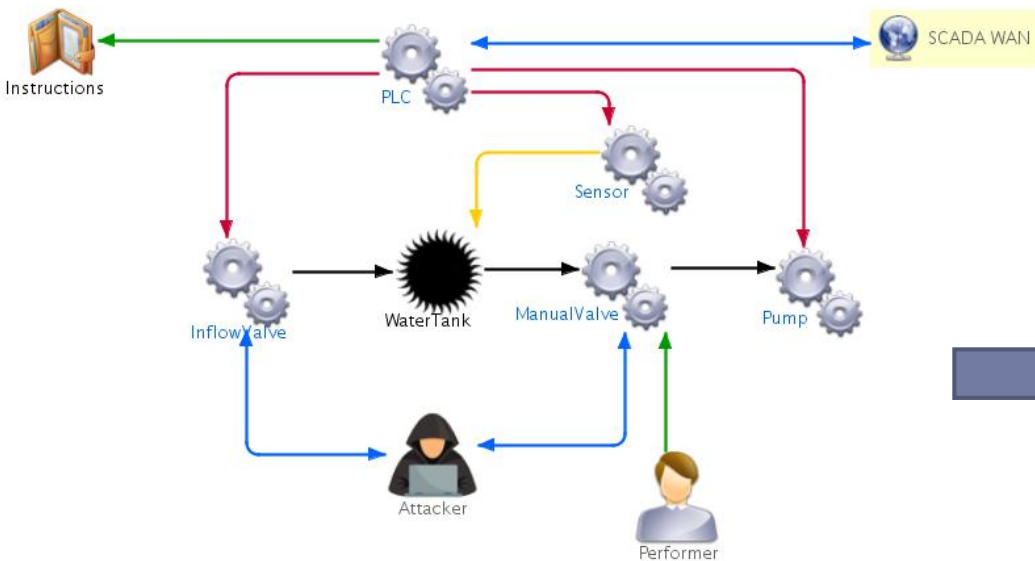 SCADA WAN
Instructions
PLC
Sensor
WaterTank
ManualValve
Pump
InflowValve
Attacker
Performer